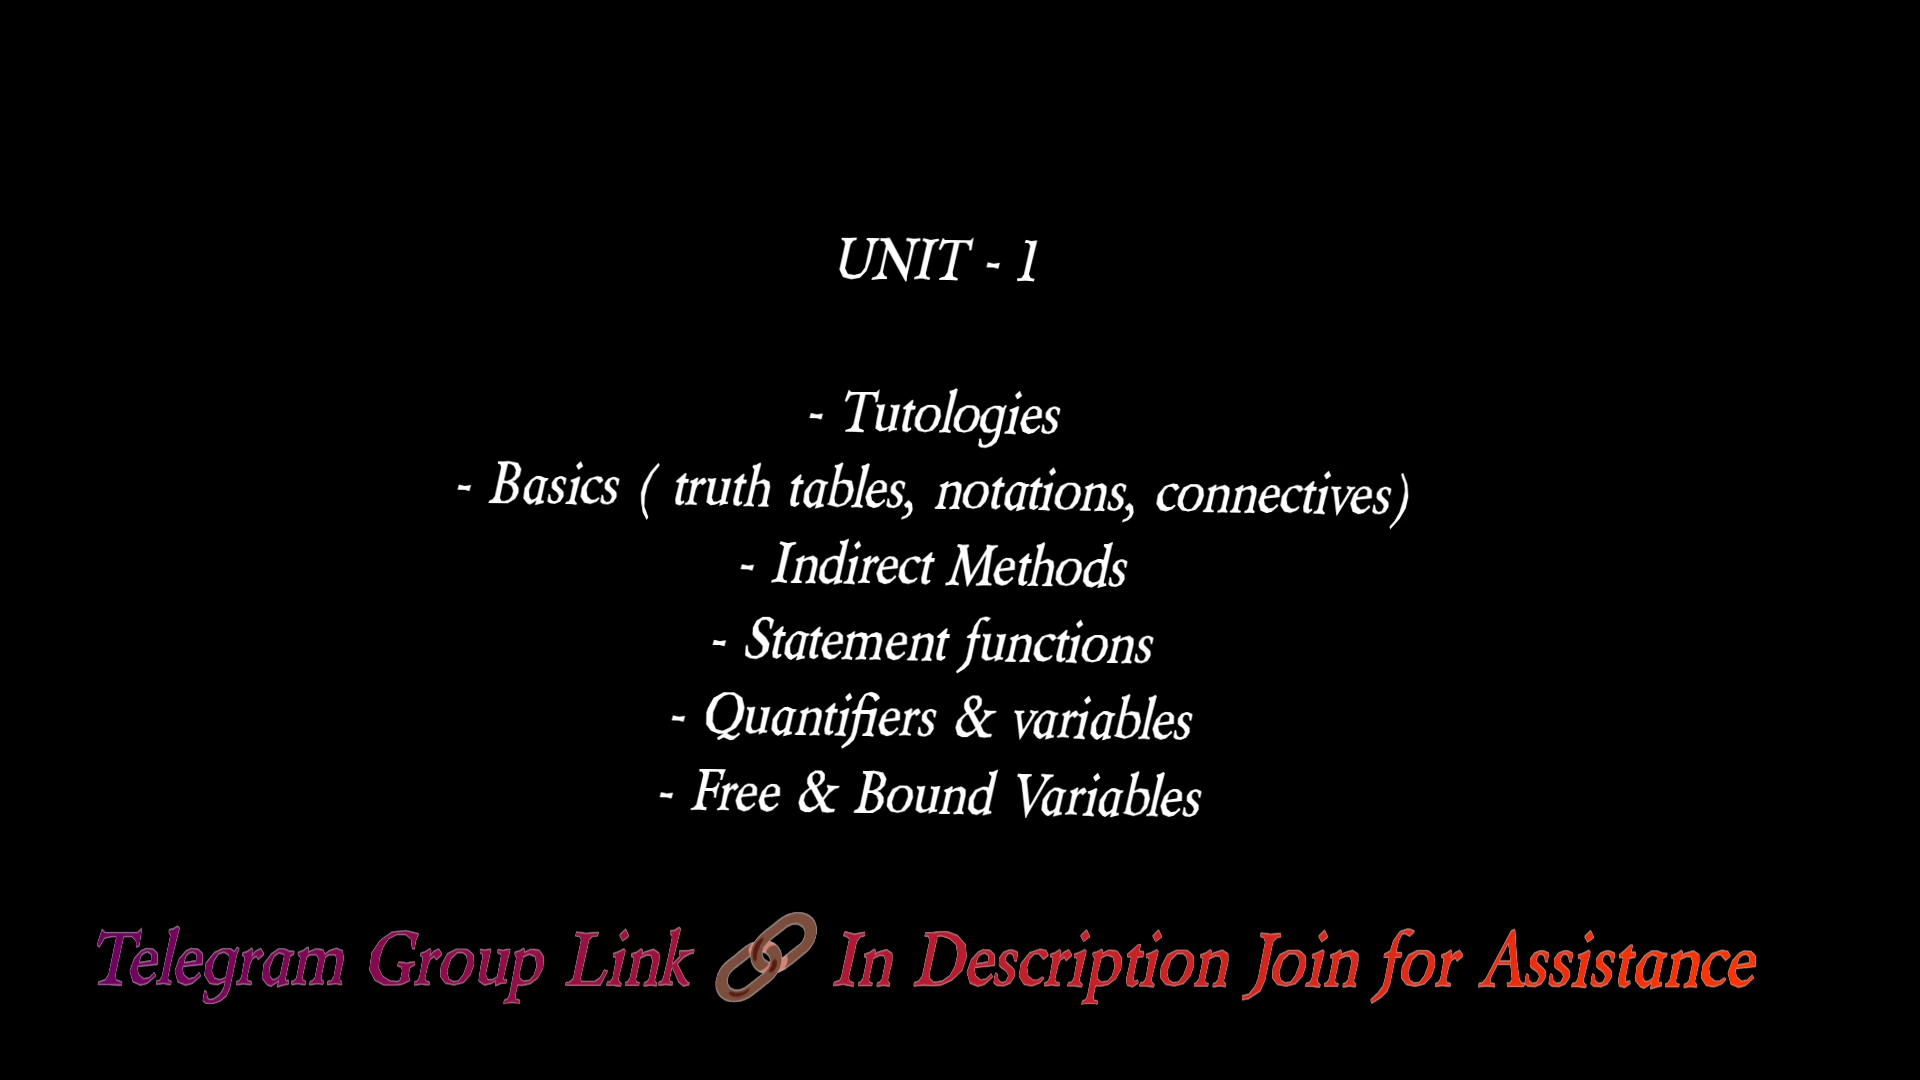 UNIT - 1
- Tutologies
- Basics ( truth tables, notations, connectives)
- Indirect Methods
- Statement functions
- Quantifiers & variables
- Free & Bound Variables
Telegram Group Link 🔗 In Description Join for Assistance